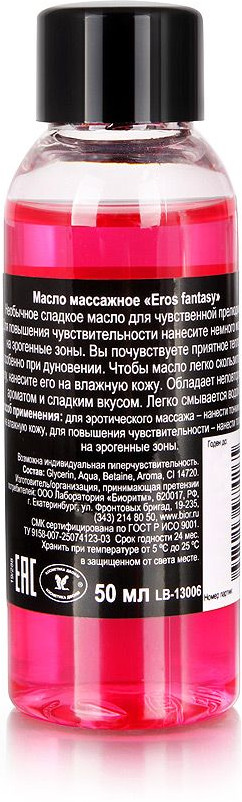 Масло массажное «Eros fantasy»
Необычное сладкое масло для чувственной прелюдии
для повышения чувствительности нанесите немного масла
на эрогенные зоны. Вы почувствуете приятное тепло,
особенно при дуновении. Чтобы масло легко скользило,
нанесите его на влажную кожу. Обладает
ароматом и сладким вкусом. Легко смывается водой
применения: для эротического массажа – нанести
влажную кожу, для повышения чувствительности – нанести
на эрогенные зоны.
Годен до:
Возможна индивидуальная гиперчувствительность.
Состав: Glycerin, Aqua, Betaine, Aroma, CI 14720.
Изготовитель/организация, принимающая претензии
потребителей: ООО Лаборатория «Биоритм», 620017, РФ,
г. Екатеринбург, ул. Фронтовых бригад, 19-235,
(343) 214 80 50, www.bior.ru.
СМК сертифицирована по ГОСТ Р ИСО 9001.
ТУ 9158-007-25074123-03 Срок годности 24 мес.
Хранить при температуре от 5 °С до 25 °С
в защищенном от света месте.
EAC
50 мл LB-13006
Номер партии: